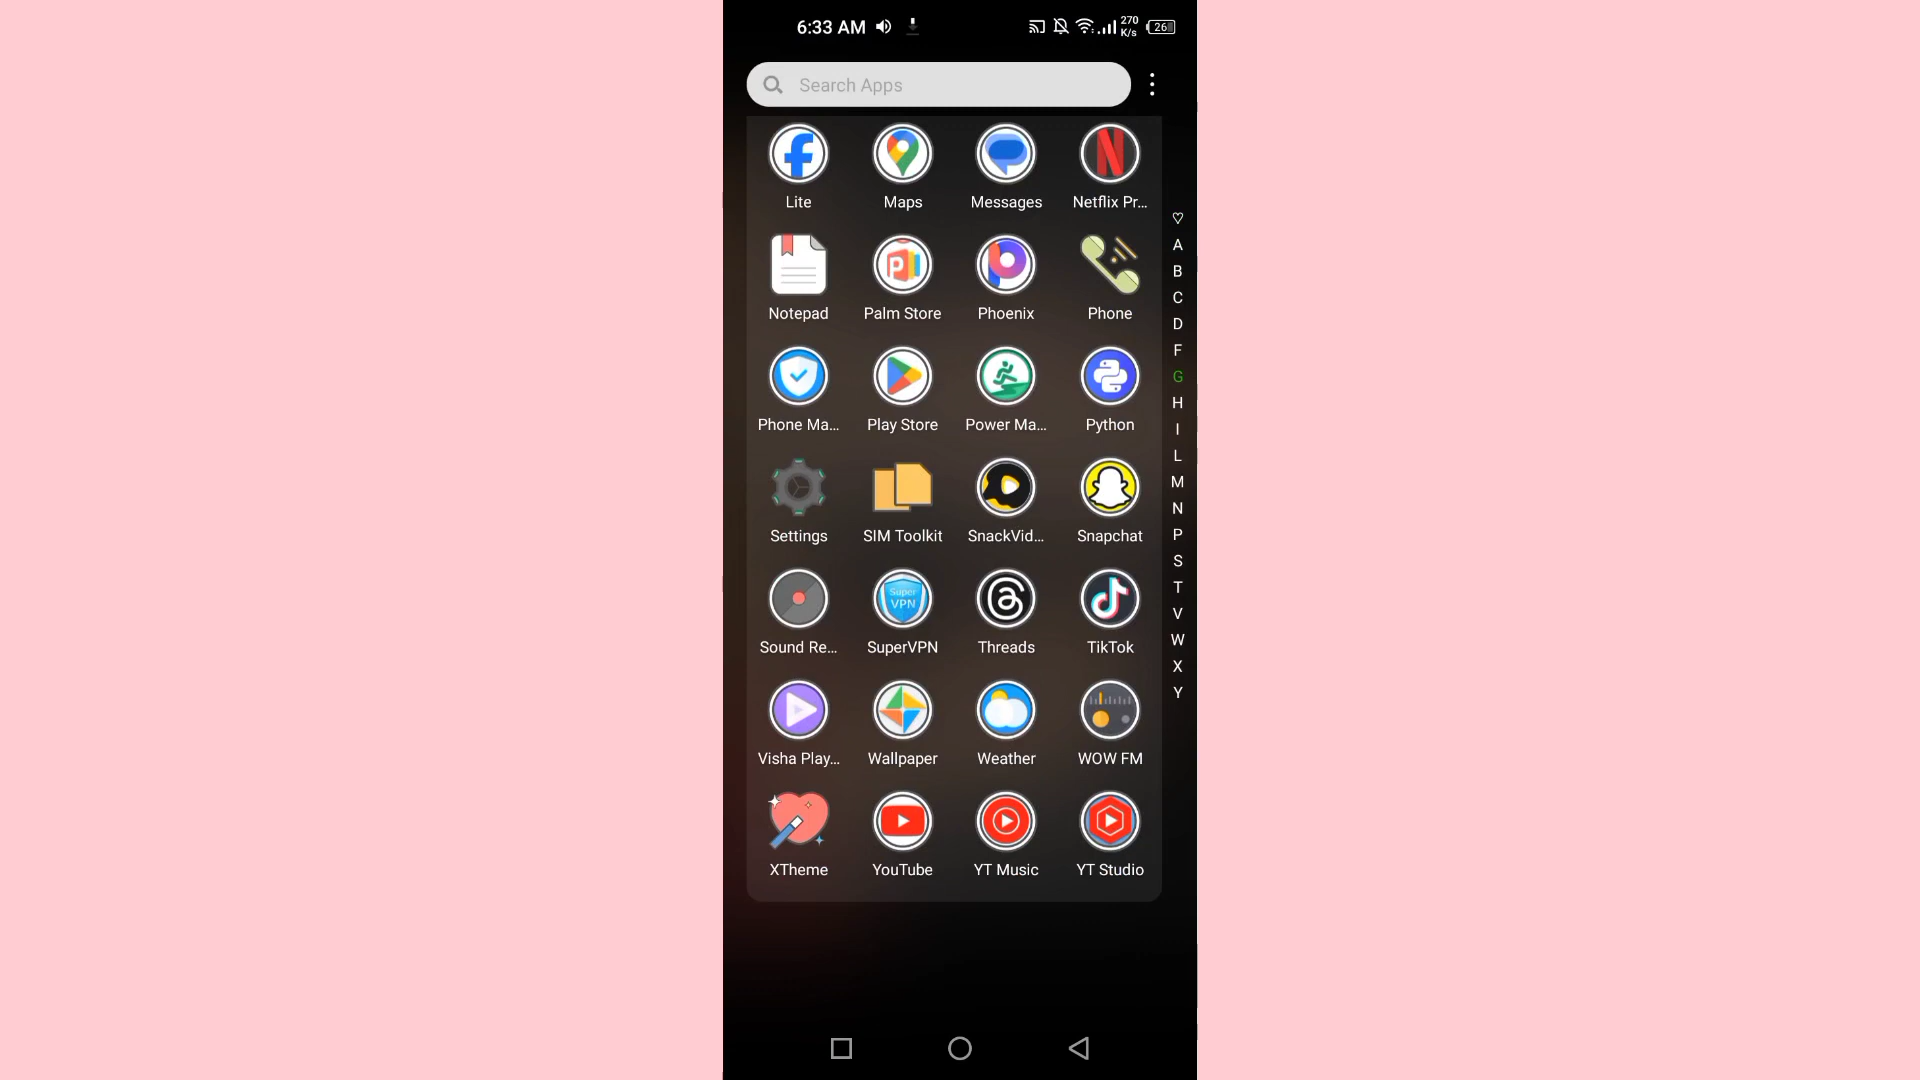 6:33 AM 270 K/s 26
Search Apps
Lite Maps Messages Netflix Pr...
Notepad Palm Store Phoenix Phone
Phone Ma... Play Store Power Ma... Python
Settings SIM Toolkit SnackVid... Snapchat
Super VPN
Sound Re... SuperVPN Threads TikTok
Visha Play... Wallpaper Weather WOW FM
XTheme YouTube YT Music YT Studio
A
B
C
D
F
G
H
I
L
M
N
P
S
T
V
W
X
Y